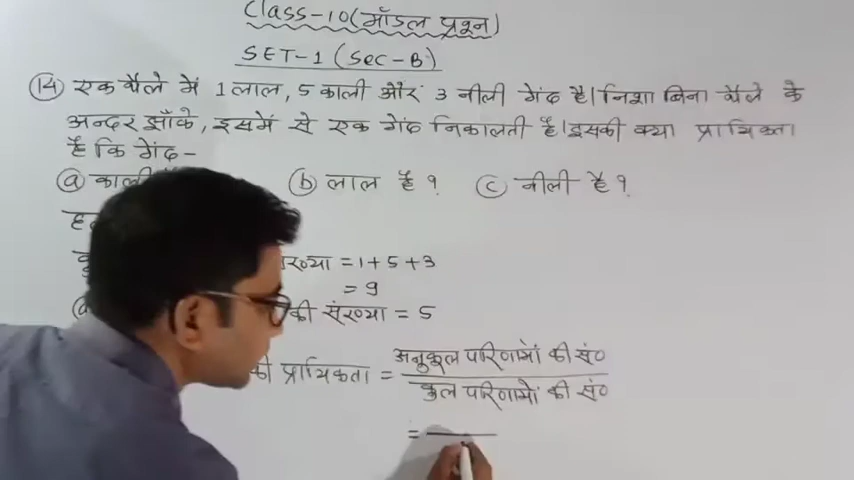 Class-10 (मॉडल प्रश्न)
SET-1 (Sec-B)
(14) एक थैले में 1 लाल, 5 काली और 3 नीली गेंद है। निशा बिना थैले के
अन्दर झाँके, इसमें से एक गेंद निकालती है। इसकी क्या प्रायिकता
है कि गेंद -
(a) काली (b) लाल है ? (c) नीली है ?
= 1+5+3
= 9
की संख्या = 5
की प्रायिकता = अनुकूल परिणामों की सं०
कुल परिणामों की सं०
=